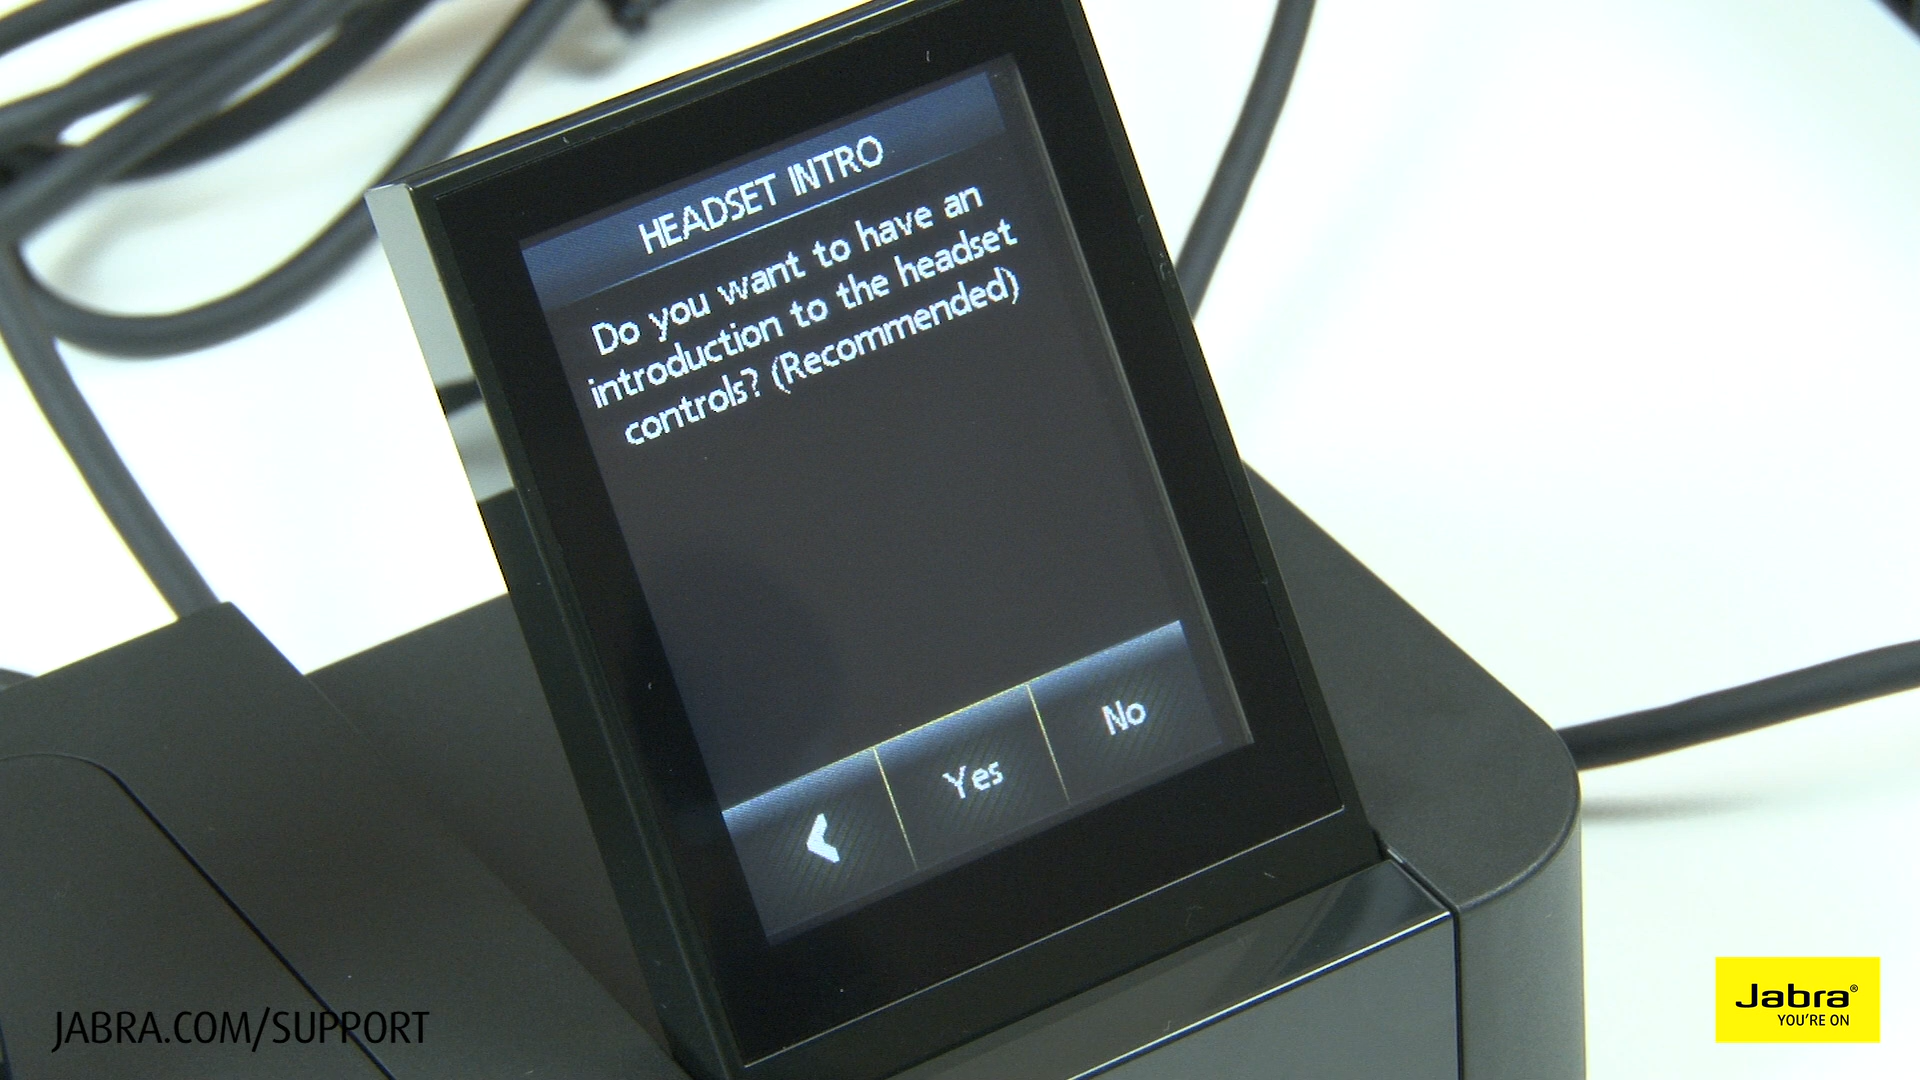 HEADSET INTRO
Do you want to have an
introduction to the headset
controls? (Recommended)
Yes
No
JABRA.COM/SUPPORT
Jabra®
YOU'RE ON